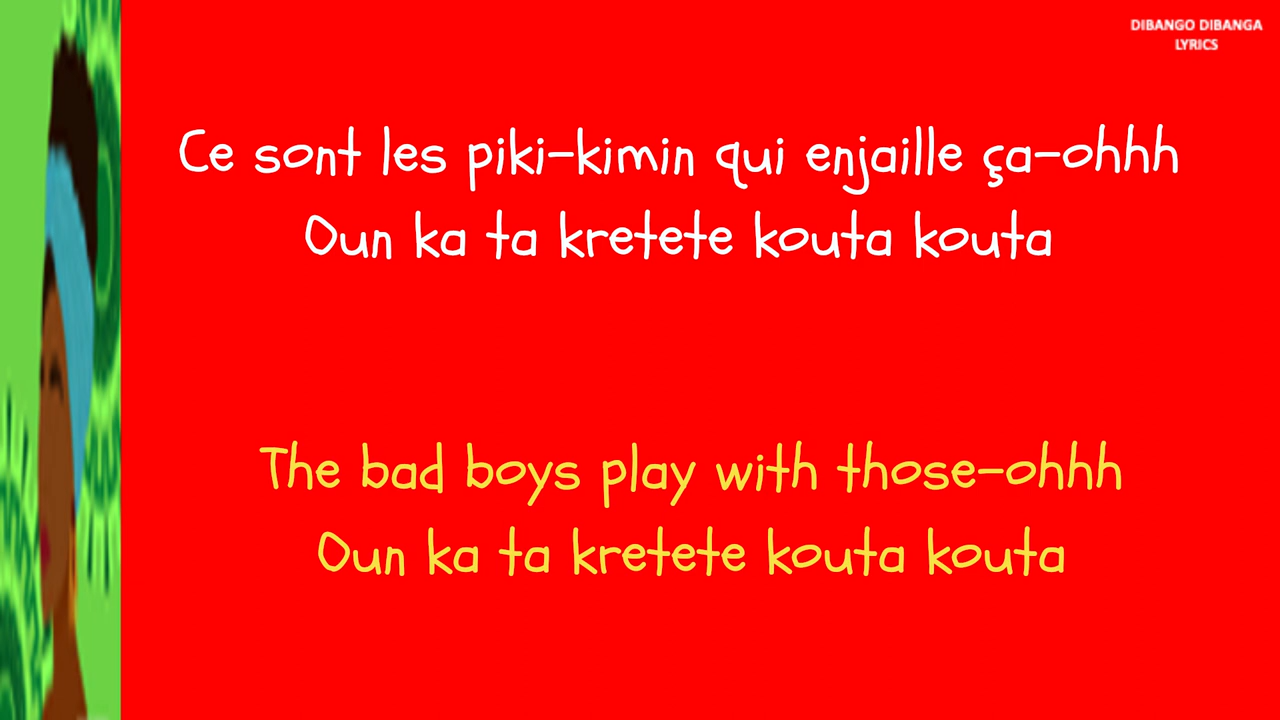 DIBANGO DIBANGA
LYRICS
Ce sont les piki-kimin qui enjaille ça-ohhh
Oun ka ta kretete kouta kouta
The bad boys play with those-ohhh
Oun ka ta kretete kouta kouta